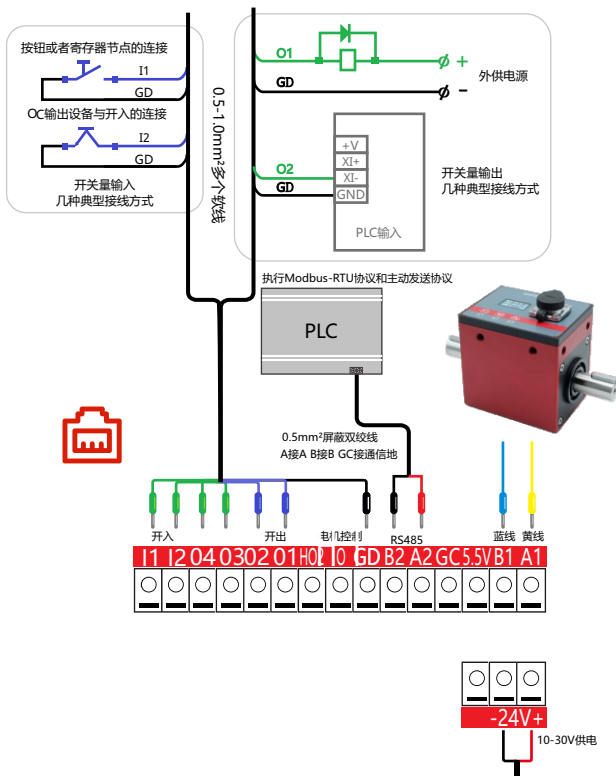 按钮或者寄存器节点的连接
I1
GD
OC输出设备与开入的连接
I2
GD
开关量输入
几种典型接线方式
0.5-1.0mm²多个软线
O1
+
GD
-
外供电源
O2
GD
+V
XI+
XI-
GND
PLC输入
开关量输出
几种典型接线方式
执行Modbus-RTU协议和主动发送协议
PLC
0.5mm²屏蔽双绞线
A接A B接B GC接通信地
开入
开出
电机控制
RS485
蓝线
黄线
I1 I2 O4 O3 O2 O1 HO2 I0 GD B2 A2 GC 5.5V B1 A1
-24V+
10-30V供电